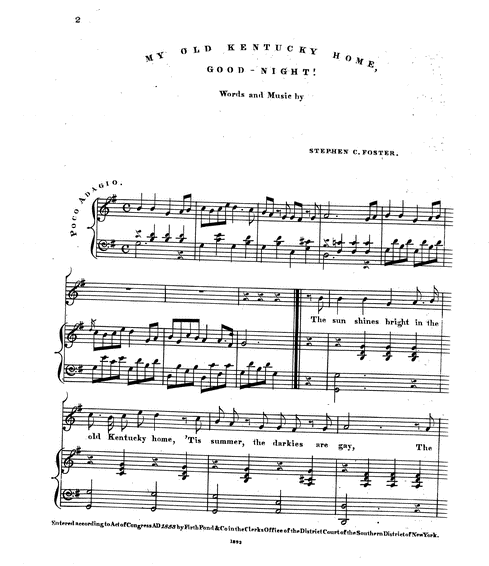 2
MY OLD KENTUCKY HOME,
GOOD-NIGHT!
Words and Music by
STEPHEN C. FOSTER.
POCO ADAGIO.
The sun shines bright in the
old Kentucky home, 'Tis summer, the darkies are gay, The
Entered according to Act of Congress AD 1853 by Firth Pond & Co in the Clerks Office of the District Court of the Southern District of New York.
1892